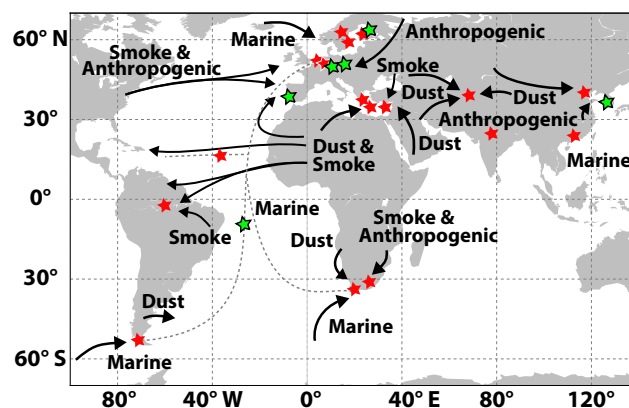 60° N
30°
0°
30°
60° S
80°
40° W
0°
40° E
80°
120°
Marine
Anthropogenic
Smoke &
Anthropogenic
Smoke
Dust
Dust
Anthropogenic
Dust
Marine
Dust &
Smoke
Marine
Smoke
Smoke &
Anthropogenic
Dust
Dust
Marine
Marine